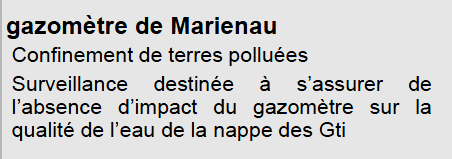 gazomètre de Marienau
Confinement de terres polluées
Surveillance destinée à s'assurer de
l'absence d'impact du gazomètre sur la
qualité de l'eau de la nappe des Gti